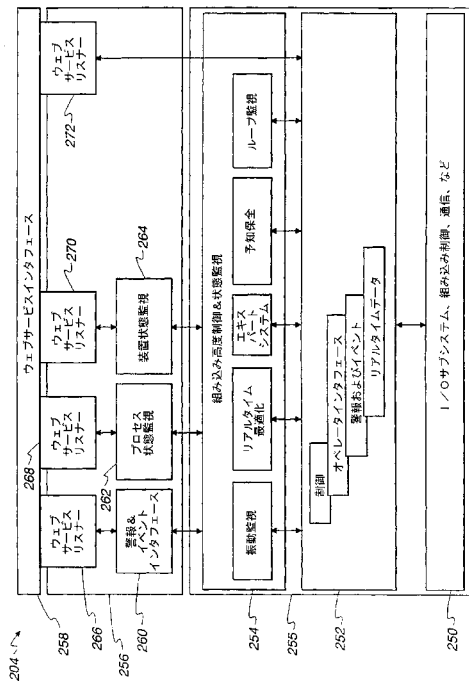 204
258
ウェブサービスインタフェース
268
266
ウェブ
サービス
リスナー
ウェブ
サービス
リスナー
270
ウェブ
サービス
リスナー
272
ウェブ
サービス
リスナー
256
260
警報&
イベント
インタフェース
262
プロセス
状態監視
264
装置状態監視
組み込み高度制御&状態監視
254
振動監視
リアルタイム
最適化
エキス
パート
システム
予知保全
ループ監視
255
252
制御
オペレータインタフェース
警報およびイベント
リアルタイムデータ
250
I/Oサブシステム、組み込み制御、通信、など